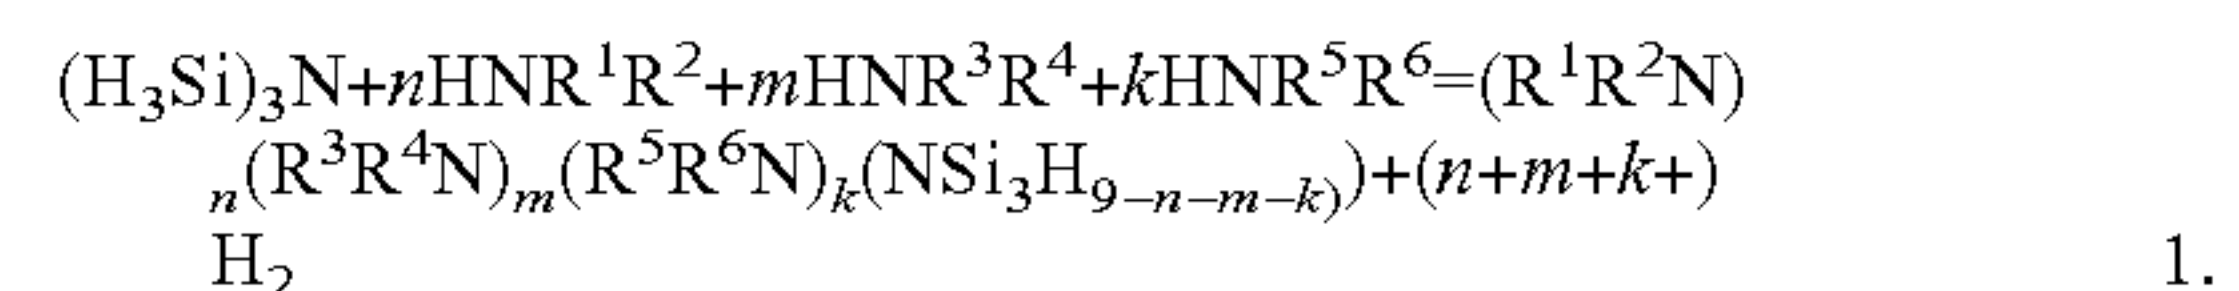 (H₃Si)₃N+nHNR¹R²+mHNR³R⁴+kHNR⁵R⁶=(R¹R²N)
ₙ(R³R⁴N)ₘ(R⁵R⁶N)ₖ(NSi₃H₉₋ₙ₋ₘ₋ₖ₎)+(n+m+k+)
H₂ 1.